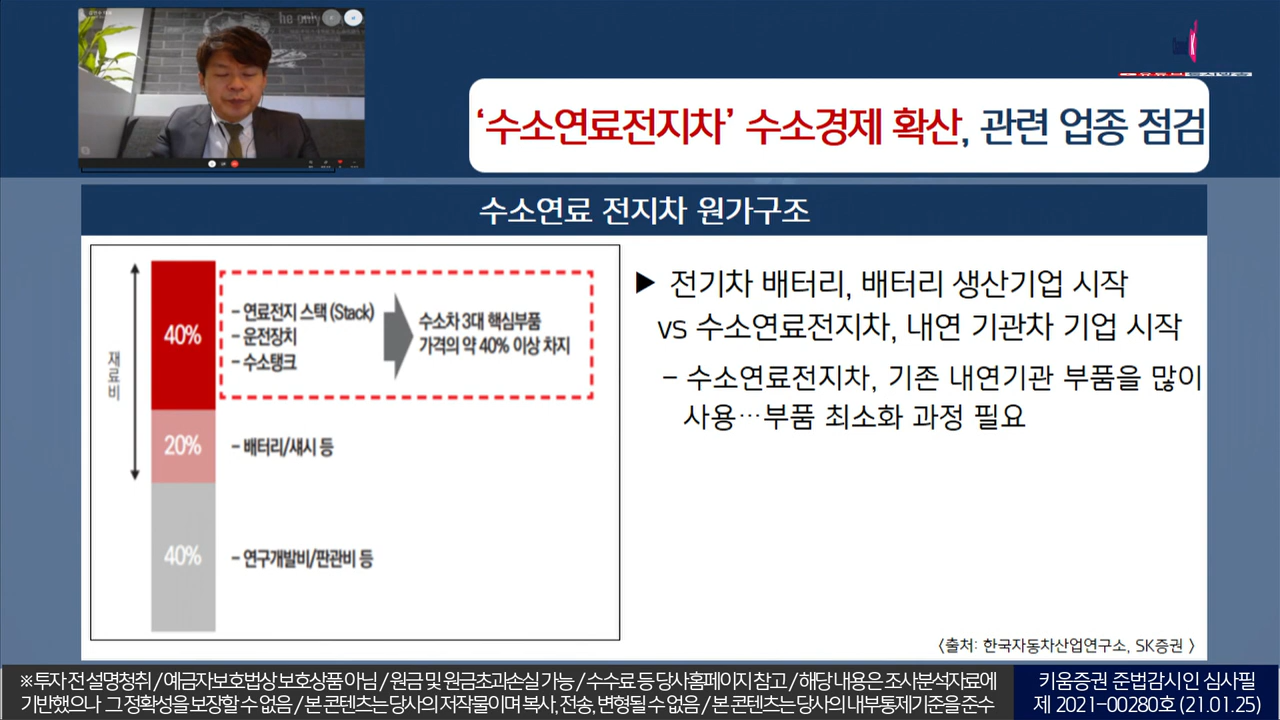 he only
'수소연료전지차' 수소경제 확산, 관련 업종 점검
수소연료 전지차 원가구조
재료비
40%
- 연료전지 스택 (Stack)
- 운전장치
- 수소탱크
수소차 3대 핵심부품
가격의 약 40% 이상 차지
20%
- 배터리/섀시 등
40%
- 연구개발비/판관비 등
▶ 전기차 배터리, 배터리 생산기업 시작
vs 수소연료전지차, 내연 기관차 기업 시작
- 수소연료전지차, 기존 내연기관 부품을 많이
사용…부품 최소화 과정 필요
<출처: 한국자동차산업연구소, SK증권 >
※ 투자 전 설명청취 / 예금자보호법상 보호상품 아님 / 원금 및 원금초과손실 가능 / 수수료 등 당사홈페이지 참고 / 해당 내용은 조사분석자료에
기반했으나 그 정확성을 보장할 수 없음 / 본 콘텐츠는 당사의 저작물이며 복사, 전송, 변형될 수 없음 / 본 콘텐츠는 당사의 내부통제기준을 준수
키움증권 준법감시인 심사필
제 2021-00280호 (21.01.25)